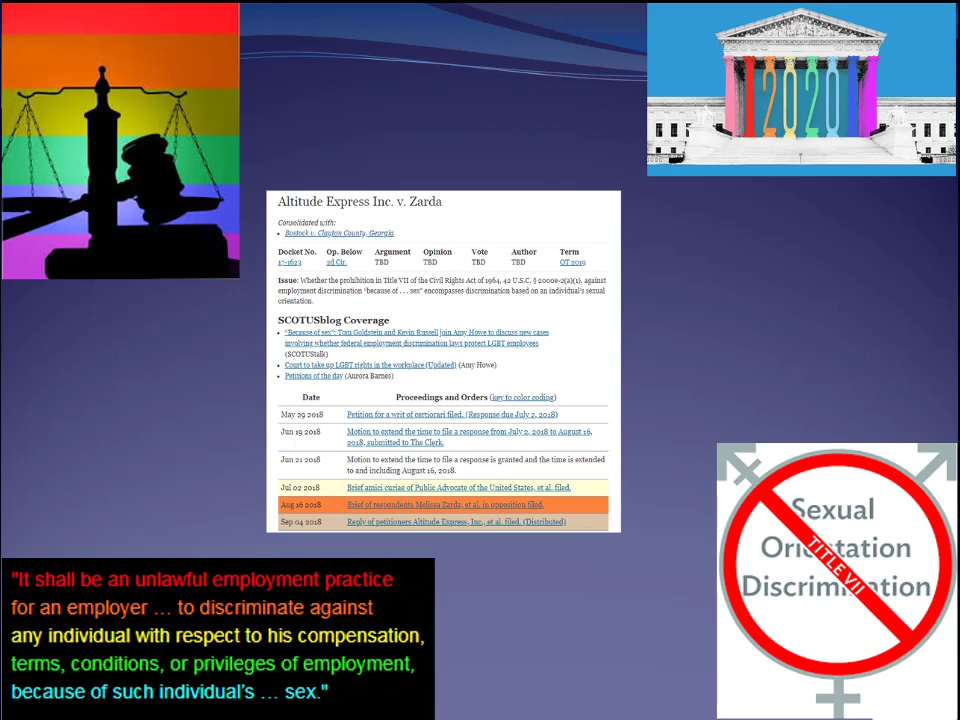 2020
Altitude Express Inc. v. Zarda
Consolidated with:
• Bostock v. Clayton County, Georgia
Docket No. Op. Below Argument Opinion Vote Author Term
17-1623 2d Cir. TBD TBD TBD TBD OT 2019
Issue: Whether the prohibition in Title VII of the Civil Rights Act of 1964, 42 U.S.C. § 2000e-2(a)(1), against
employment discrimination "because of . . . sex" encompasses discrimination based on an individual's sexual
orientation.
SCOTUSblog Coverage
• "Because of sex": Tom Goldstein and Kevin Russell join Amy Howe to discuss new cases
involving whether federal employment discrimination laws protect LGBT employees
(SCOTUStalk)
• Court to take up LGBT rights in the workplace (Updated) (Amy Howe)
• Petitions of the day (Aurora Barnes)
Date Proceedings and Orders (key to color coding)
May 29 2018 Petition for a writ of certiorari filed. (Response due July 2, 2018)
Jun 19 2018 Motion to extend the time to file a response from July 2, 2018 to August 16,
2018, submitted to The Clerk.
Jun 21 2018 Motion to extend the time to file a response is granted and the time is extended
to and including August 16, 2018.
Jul 02 2018 Brief amici curiae of Public Advocate of the United States, et al. filed.
Aug 16 2018 Brief of respondents Melissa Zarda, et al. in opposition filed.
Sep 04 2018 Reply of petitioners Altitude Express, Inc., et al. filed. (Distributed)
Sexual
Orientation
Discrimination
TITLE VII
"It shall be an unlawful employment practice
for an employer … to discriminate against
any individual with respect to his compensation,
terms, conditions, or privileges of employment,
because of such individual's … sex."